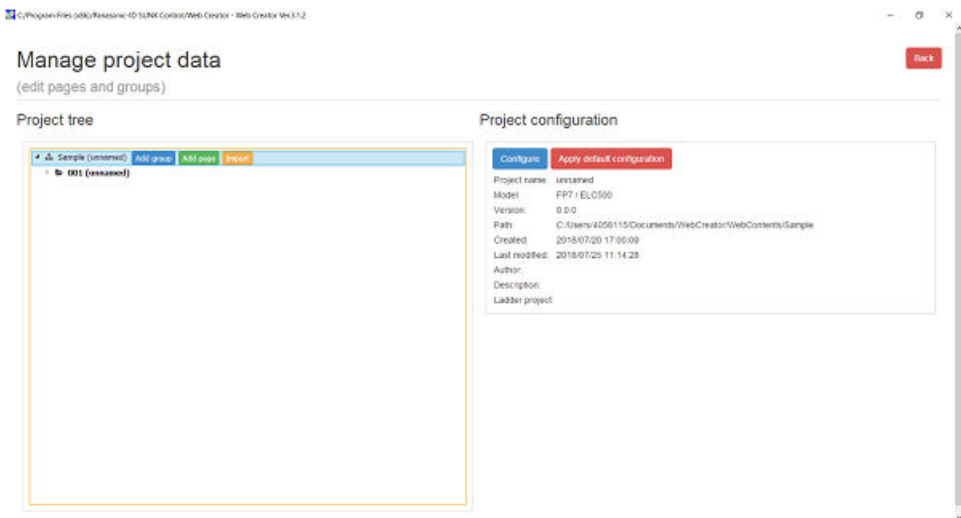 C:/Program Files (x86)/Panasonic-ID SUNX Control/Web Creator - Web Creator Ver.3.1.2
Manage project data
Back
(edit pages and groups)
Project tree
Project configuration
Sample (unnamed) Add group Add page Import
001 (unnamed)
Configure Apply default configuration
Project name: unnamed
Model: FP7 / ELC500
Version: 0.0.0
Path: C:/Users/4056115/Documents/WebCreator/WebContents/Sample
Created: 2018/07/20 17:00:09
Last modified: 2018/07/25 11:14:28
Author:
Description:
Ladder project: